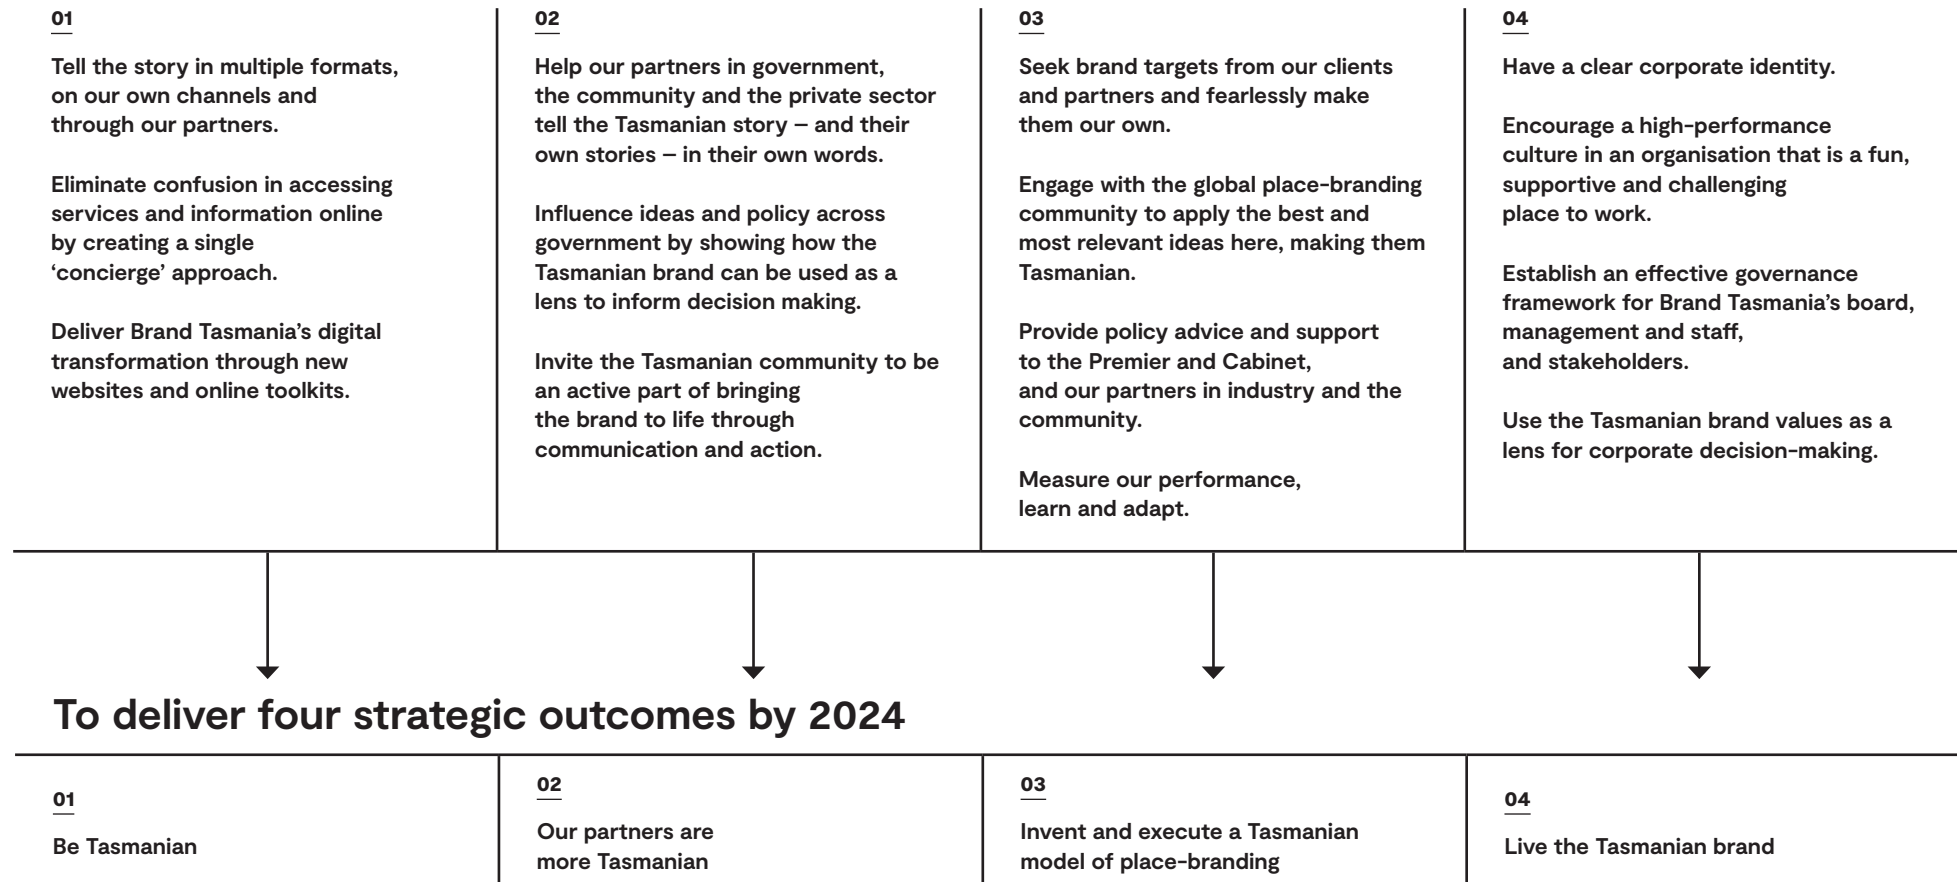 01
Tell the story in multiple formats,
on our own channels and
through our partners.
Eliminate confusion in accessing
services and information online
by creating a single
‘concierge’ approach.
Deliver Brand Tasmania’s digital
transformation through new
websites and online toolkits.
02
Help our partners in government,
the community and the private sector
tell the Tasmanian story – and their
own stories – in their own words.
Influence ideas and policy across
government by showing how the
Tasmanian brand can be used as a
lens to inform decision making.
Invite the Tasmanian community to be
an active part of bringing
the brand to life through
communication and action.
03
Seek brand targets from our clients
and partners and fearlessly make
them our own.
Engage with the global place-branding
community to apply the best and
most relevant ideas here, making them
Tasmanian.
Provide policy advice and support
to the Premier and Cabinet,
and our partners in industry and the
community.
Measure our performance,
learn and adapt.
04
Have a clear corporate identity.
Encourage a high-performance
culture in an organisation that is a fun,
supportive and challenging
place to work.
Establish an effective governance
framework for Brand Tasmania’s board,
management and staff,
and stakeholders.
Use the Tasmanian brand values as a
lens for corporate decision-making.
To deliver four strategic outcomes by 2024
01
Be Tasmanian
02
Our partners are
more Tasmanian
03
Invent and execute a Tasmanian
model of place-branding
04
Live the Tasmanian brand